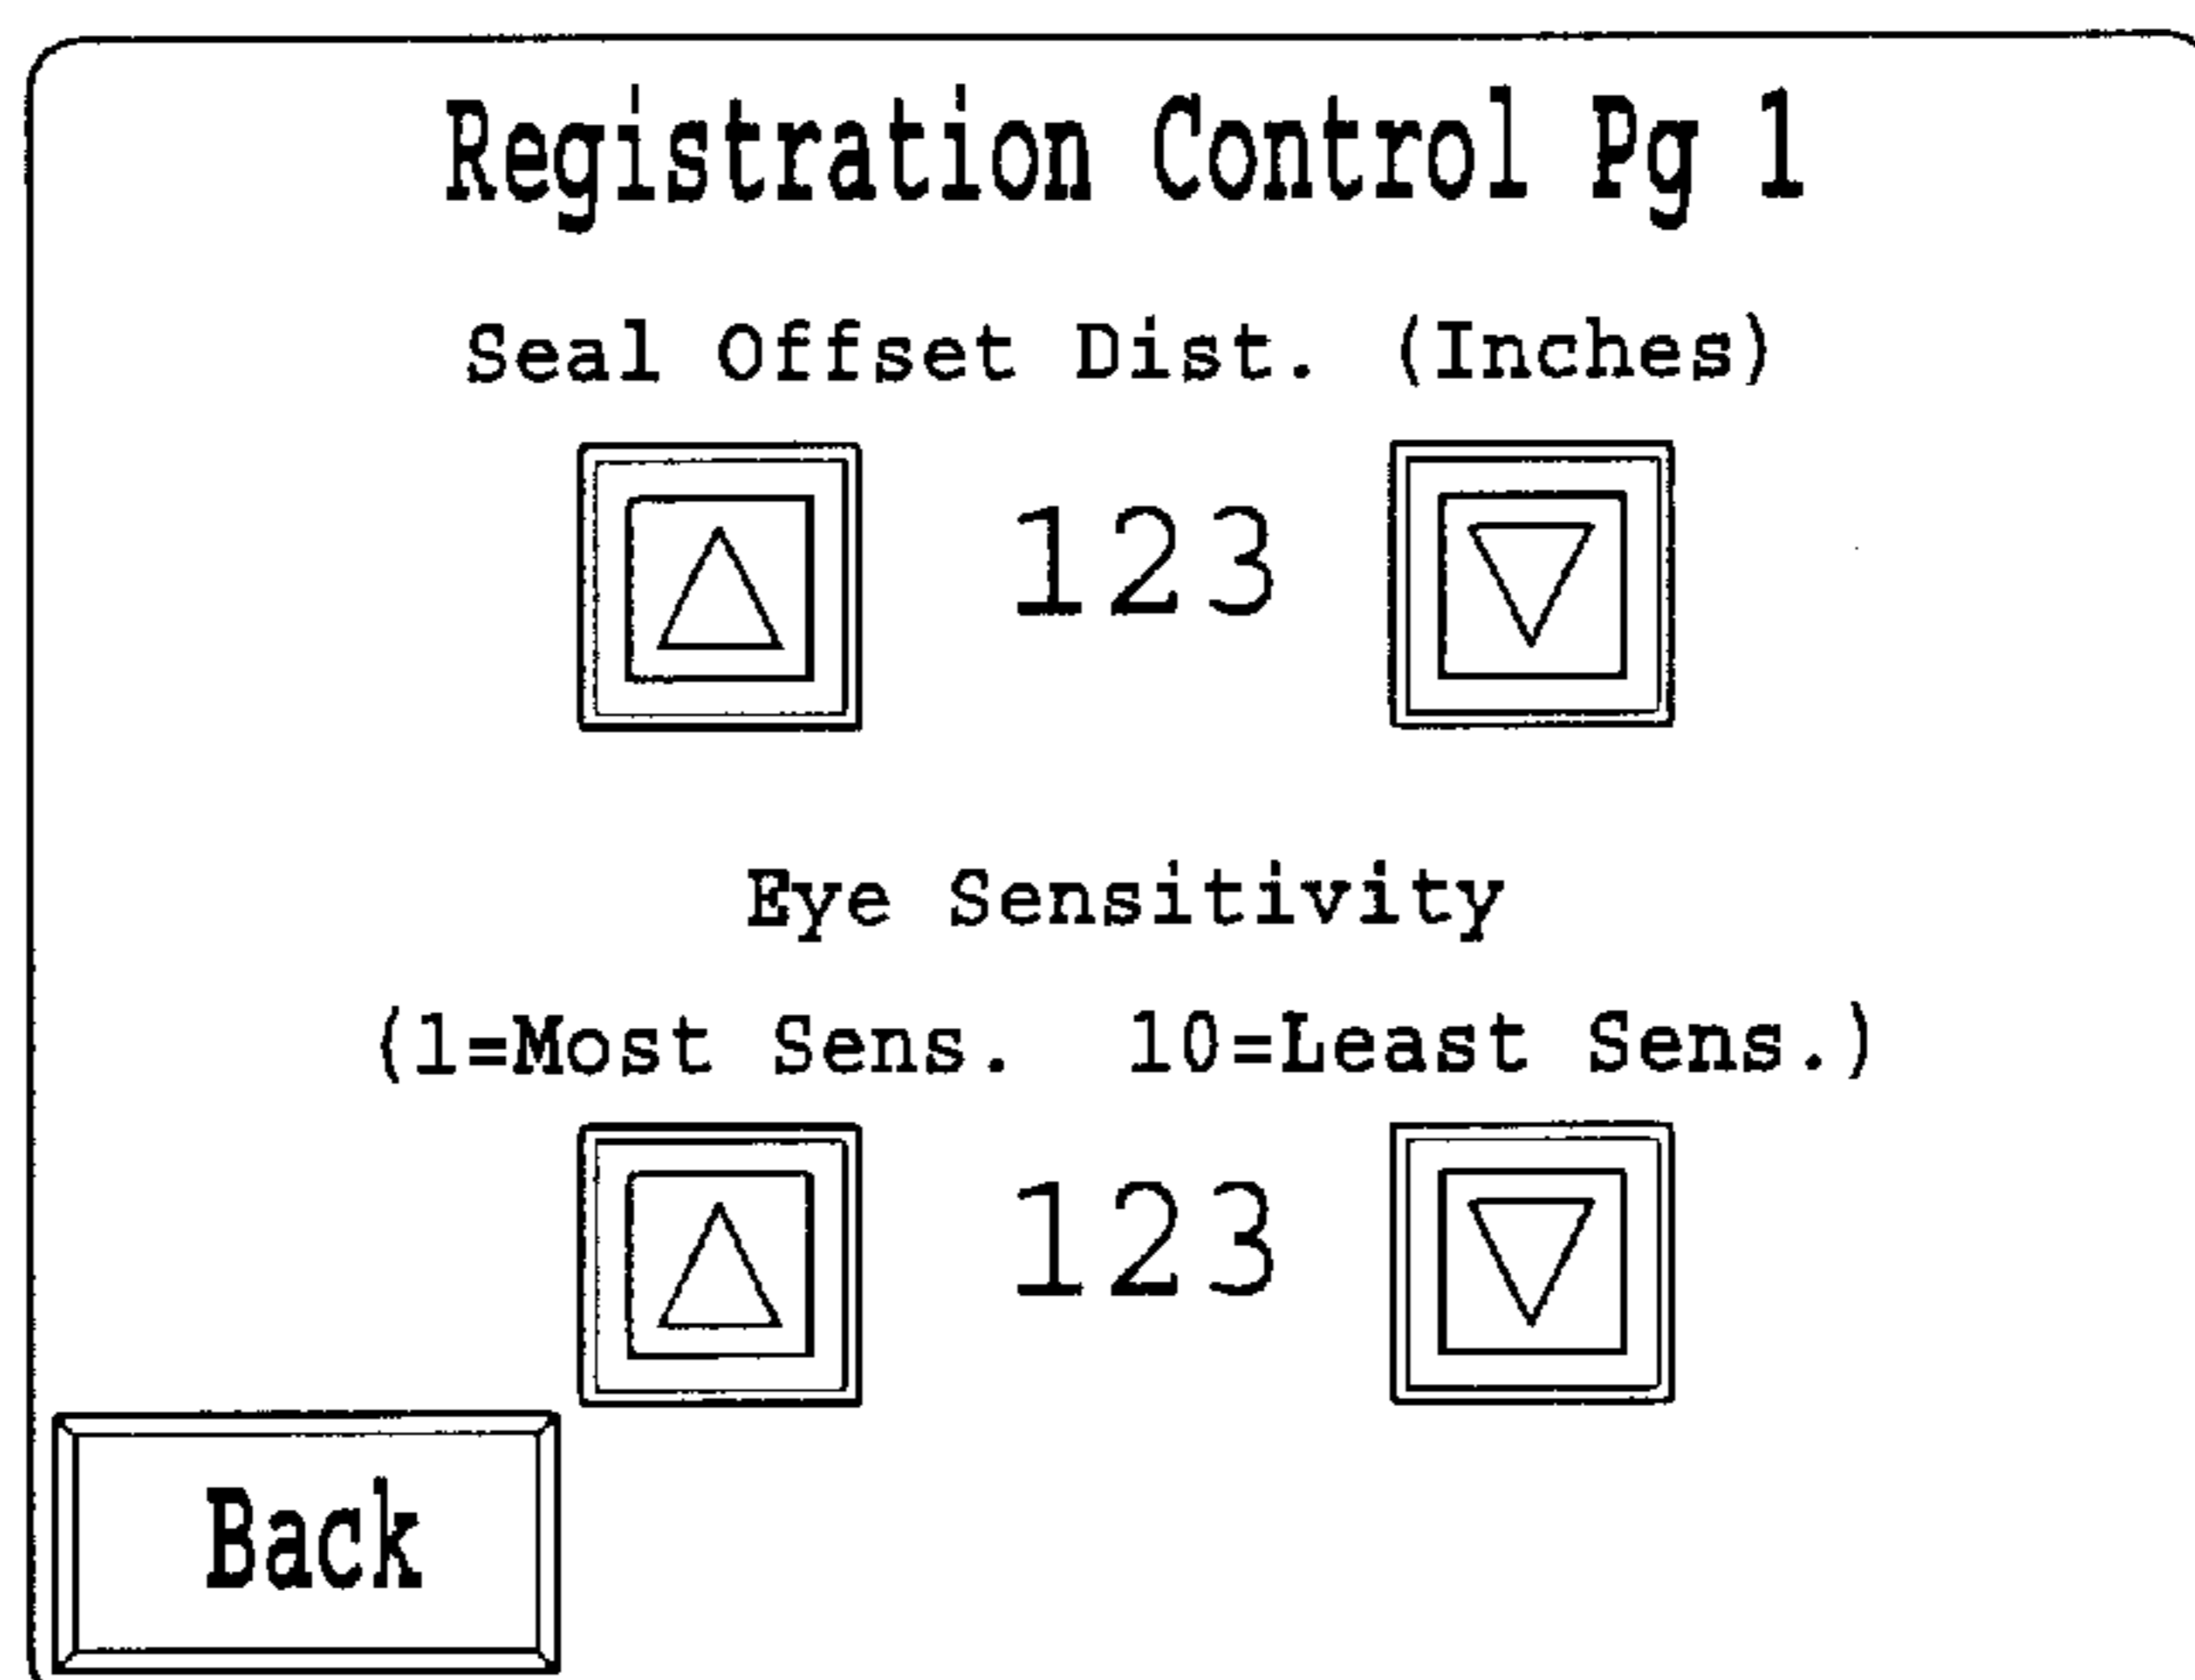 Registration Control Pg 1
Seal Offset Dist. (Inches)
123
Eye Sensitivity
(1=Most Sens.  10=Least Sens.)
123
Back